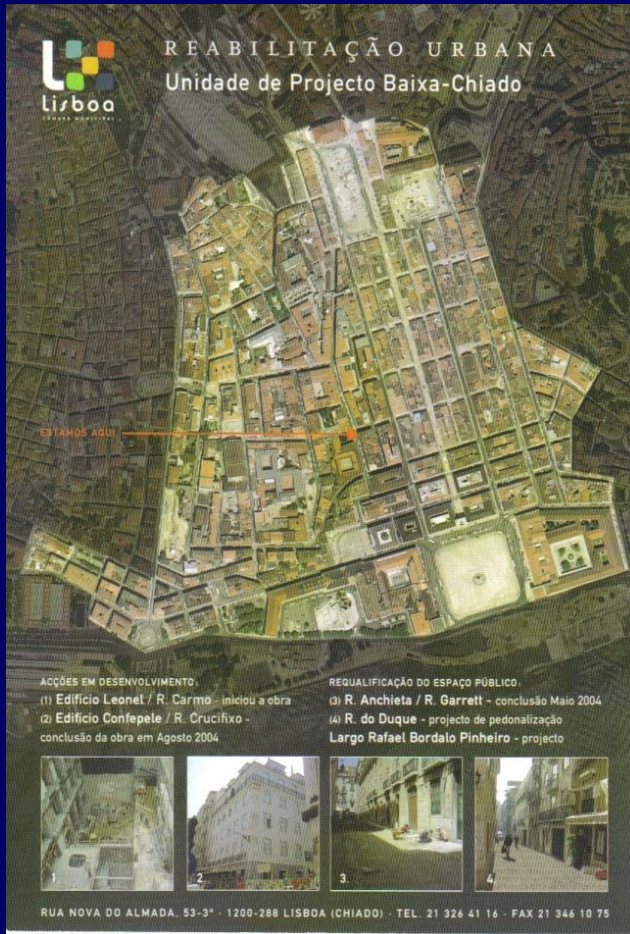 REABILITAÇÃO URBANA
Unidade de Projecto Baixa-Chiado
Lisboa
CÂMARA MUNICIPAL
ESTAMOS AQUI
ACÇÕES EM DESENVOLVIMENTO:
(1) Edifício Leonel / R. Carmo - iniciou a obra
(2) Edifício Confepele / R. Crucifixo -
conclusão da obra em Agosto 2004
REQUALIFICAÇÃO DO ESPAÇO PÚBLICO:
(3) R. Anchieta / R. Garrett - conclusão Maio 2004
(4) R. do Duque - projecto de pedonalização
Largo Rafael Bordalo Pinheiro - projecto
1
2
3.
4.
RUA NOVA DO ALMADA, 53-3º · 1200-288 LISBOA (CHIADO) · TEL. 21 326 41 16 · FAX 21 346 10 75